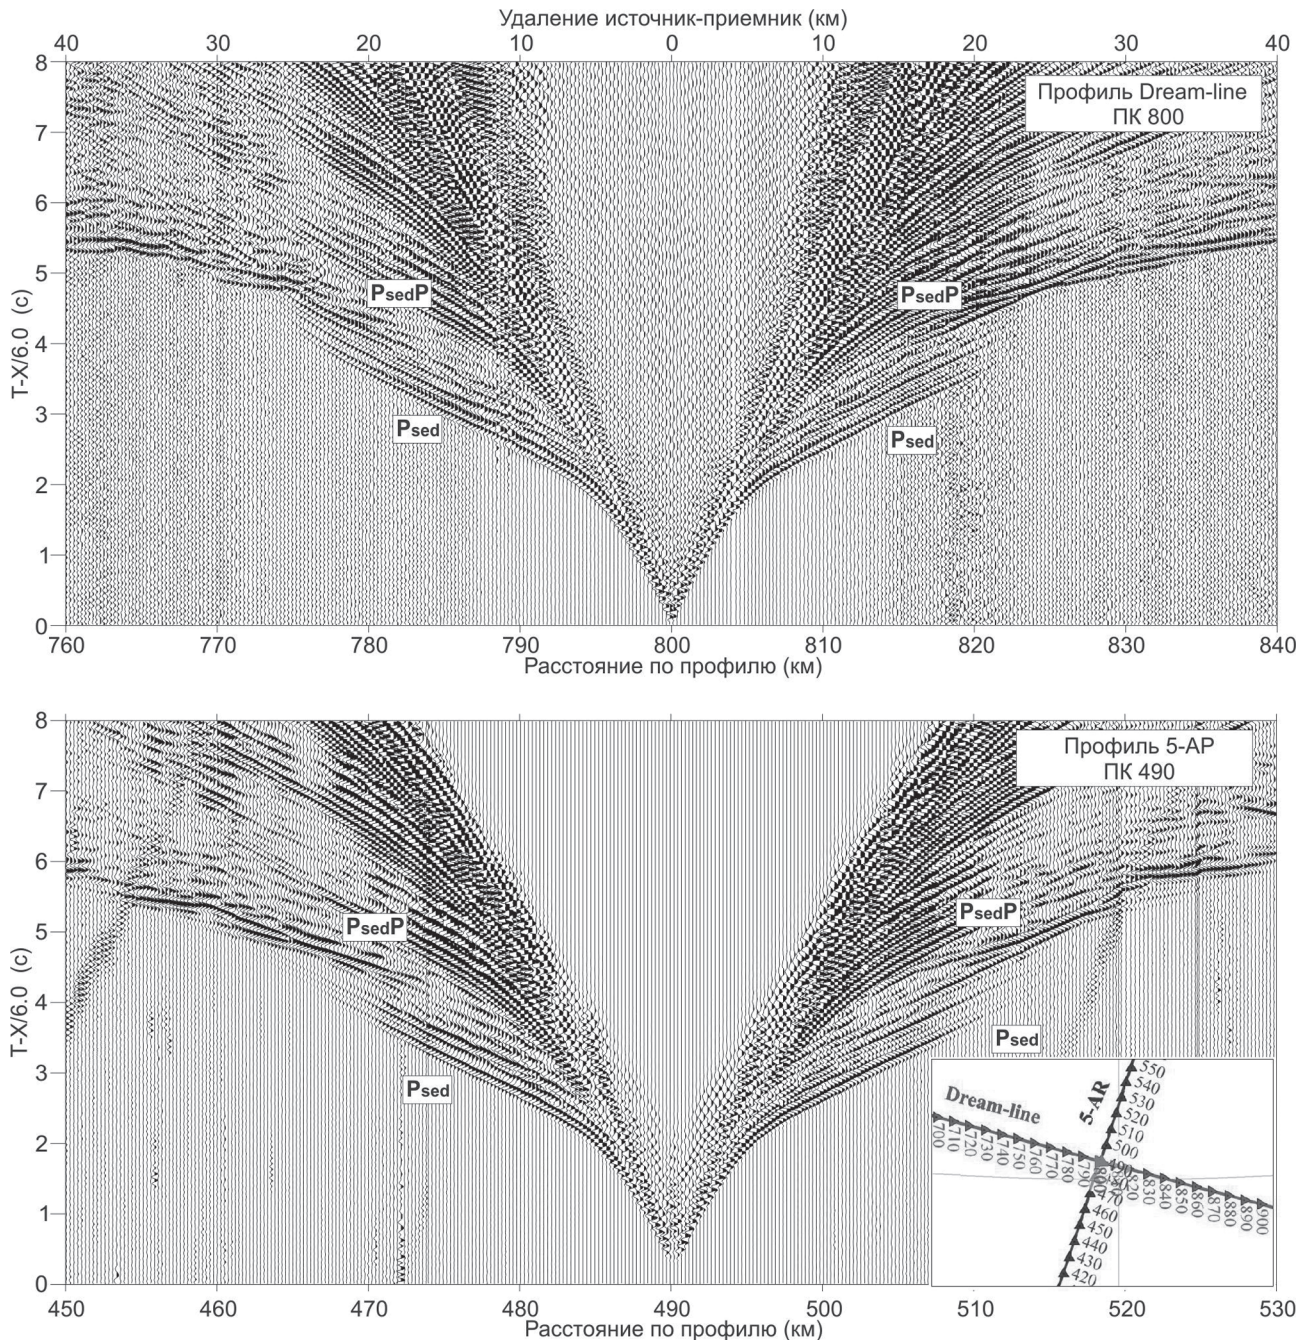 Удаление источник-приемник (км)
40 30 20 10 0 10 20 30 40
8
7
6
5
4
3
2
1
0
Т-Х/6.0 (с)
Профиль Dream-line
ПК 800
PsedP
PsedP
Psed
Psed
760 770 780 790 800 810 820 830 840
Расстояние по профилю (км)
8
7
6
5
4
3
2
1
0
Т-Х/6.0 (с)
Профиль 5-АР
ПК 490
PsedP
PsedP
Psed
Psed
Dream-line
5-AR
550
540
530
520
510
500
490
470
460
450
440
430
420
700 710 720 730 740 750 760 770 780 790 820 830 840 850 860 870 880 890 900
450 460 470 480 490 510 520 530
Расстояние по профилю (км)